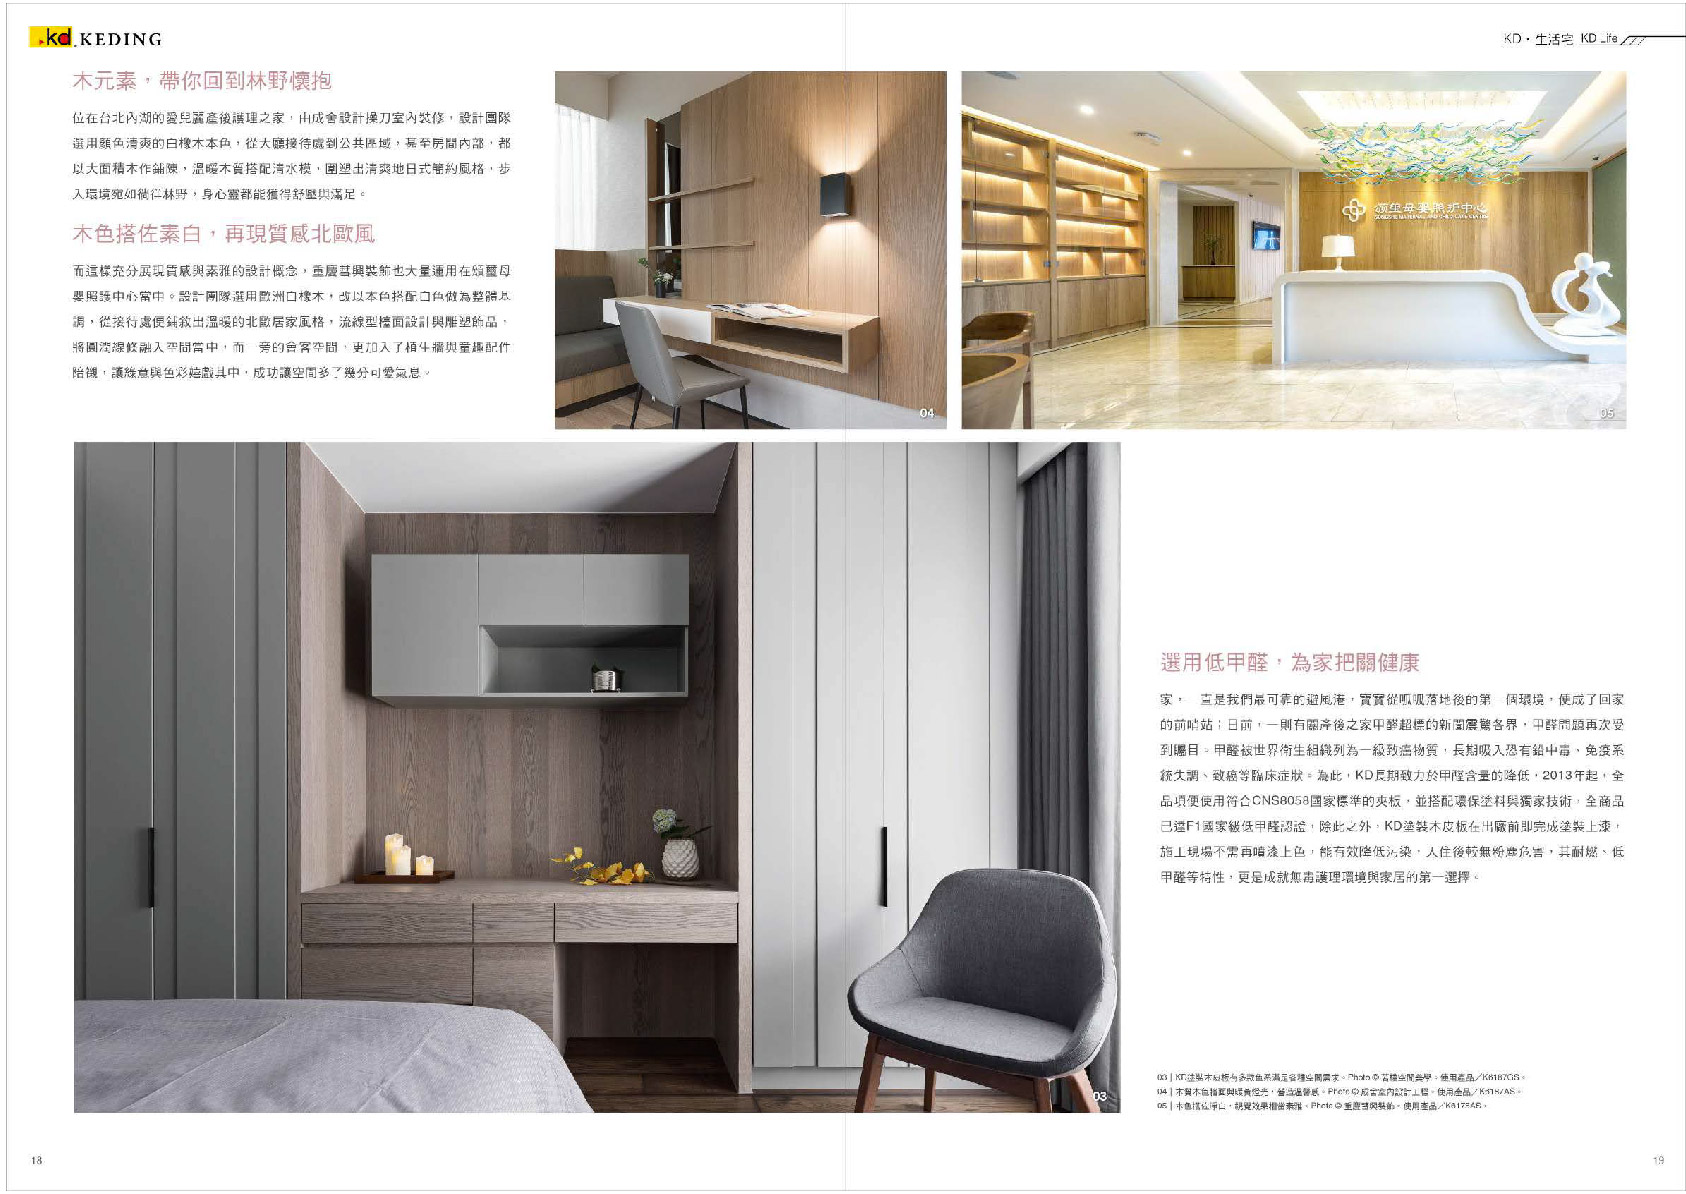 kd KEDING
KD・生活宅 KD Life
木元素，帶你回到林野懷抱
位在台北內湖的愛兒麗產後護理之家，由成舍設計操刀室內裝修，設計團隊
選用顏色清爽的白橡木本色，從大廳接待處到公共區域，甚至房間內部，都
以大面積木作鋪陳，溫暖木質搭配清水模，圍塑出清爽地日式簡約風格，步
入環境宛如徜徉林野，身心靈都能獲得舒壓與滿足。
木色搭佐素白，再現質感北歐風
而這樣充分展現質感與素雅的設計概念，重慶普興裝飾也大量運用在頌薑母
嬰照護中心當中。設計團隊選用歐洲白橡木，改以本色搭配白色做為整體基
調，從接待處便鋪敘出溫暖的北歐居家風格，流線型檯面設計與雕塑飾品，
將圓潤線條融入空間當中，而一旁的會客空間，更加入了植生牆與童趣配件
陪襯，讓綠意與色彩嬉戲其中，成功讓空間多了幾分可愛氣息。
04
母婴照护中心
05
03
選用低甲醛，為家把關健康
家，一直是我們最可靠的避風港，寶寶從呱呱落地後的第一個環境，便成了回家
的前哨站；日前，一則有關產後之家甲醛超標的新聞震驚各界，甲醛問題再次受
到矚目。甲醛被世界衛生組織列為一級致癌物質，長期吸入恐有鉛中毒、免疫系
統失調、致癌等臨床症狀。為此，KD長期致力於甲醛含量的降低，2013年起，全
品項便使用符合CNS8058國家標準的夾板，並搭配環保塗料與獨家技術，全商品
已達F1國家級低甲醛認證，除此之外，KD塗裝木皮板在出廠前即完成塗裝上漆，
施工現場不需再噴漆上色，能有效降低污染，入住後較無粉塵危害，其耐燃、低
甲醛等特性，更是成就無毒護理環境與家居的第一選擇。
03｜KD塗裝木皮板有多款色系滿足各種空間需求。Photo © 若樓空間美學。使用產品／K6187GS。
04｜木質木色牆面與暖黃燈光，營造溫馨感。Photo © 成舍室內設計工程。使用產品／K6187AS。
05｜木色搭佐淨白，視覺效果相當素雅。Photo © 重慶普興裝飾。使用產品／K6178AS。
18
19